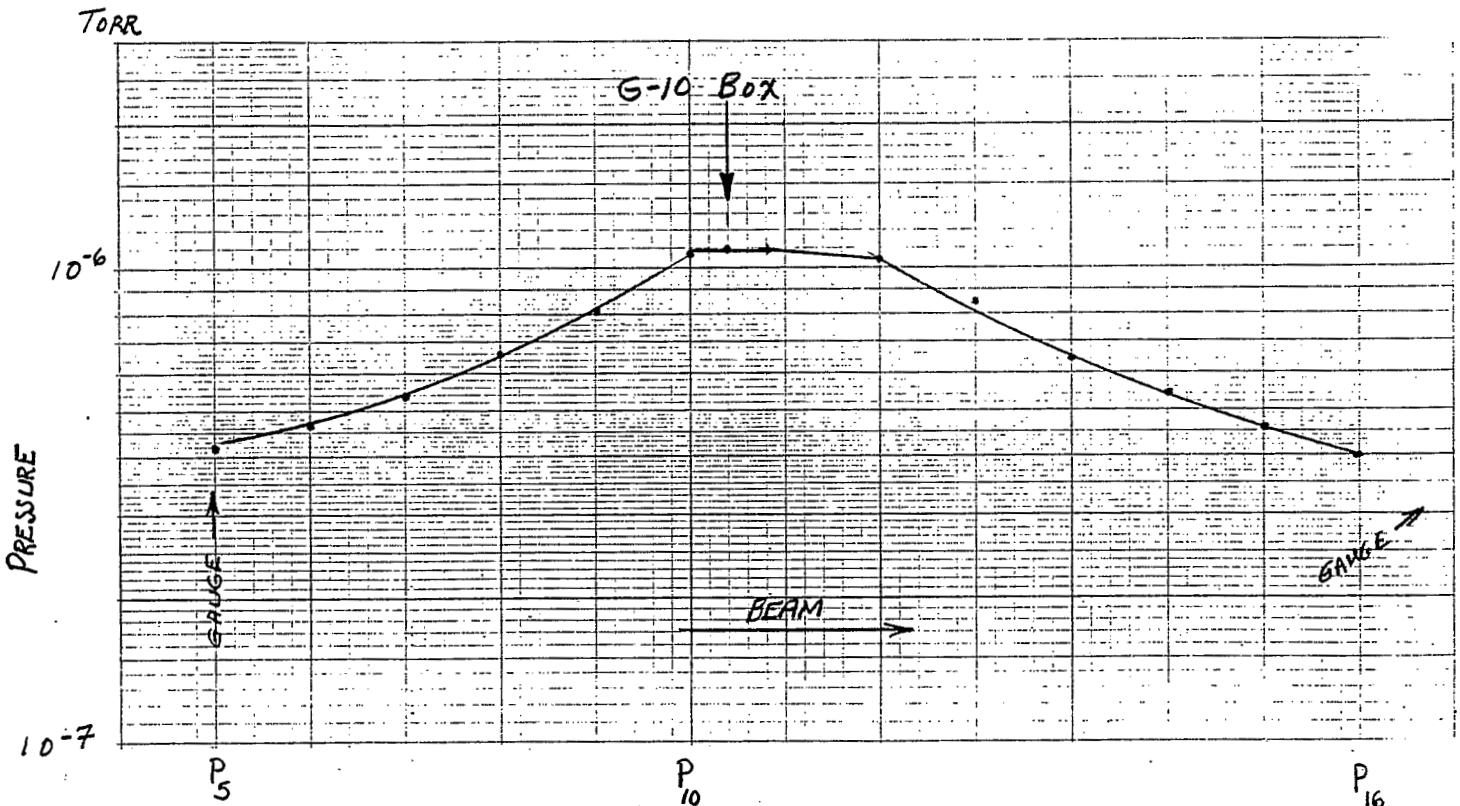 TORR
G-10 BOX
10⁻⁶
PRESSURE
GAUGE
GAUGE
BEAM
10⁻⁷
P₅
P₁₀
P₁₆